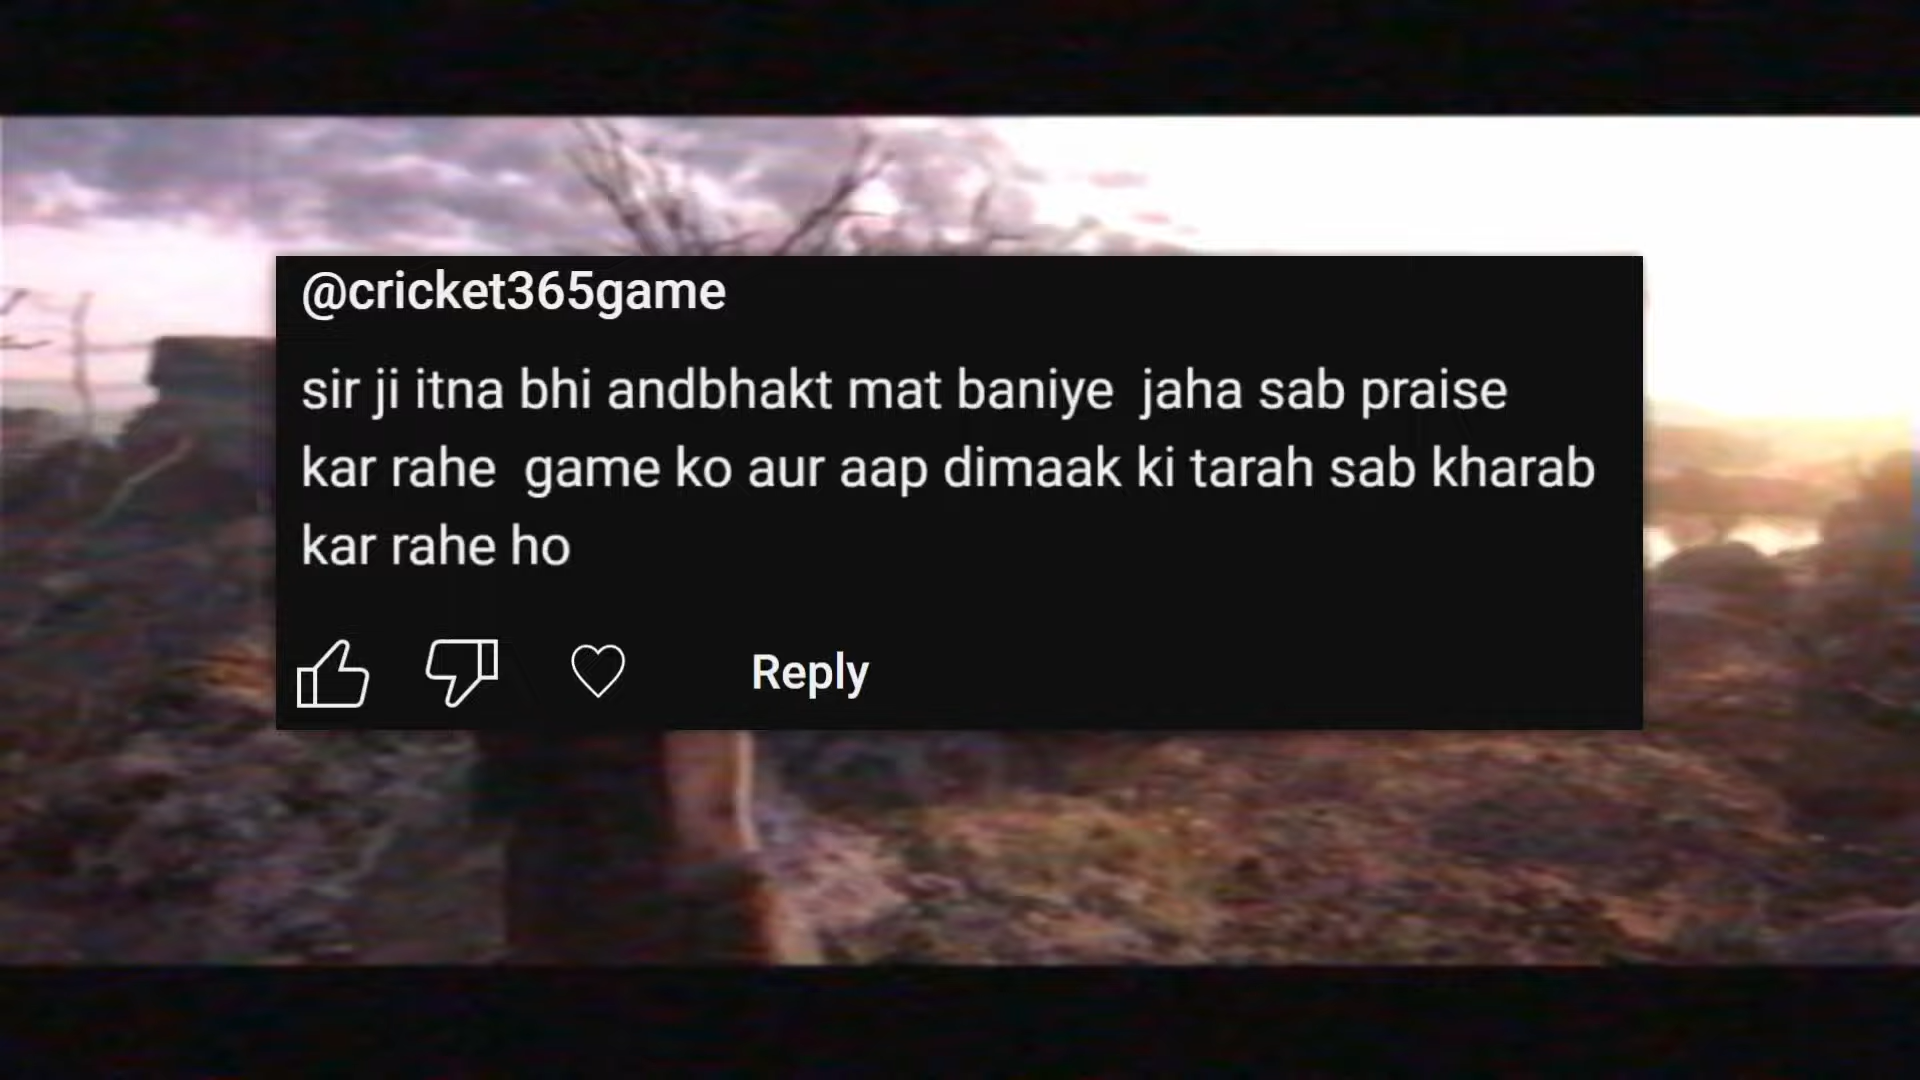 @cricket365game
sir ji itna bhi andbhakt mat baniye  jaha sab praise
kar rahe  game ko aur aap dimaak ki tarah sab kharab
kar rahe ho
Reply